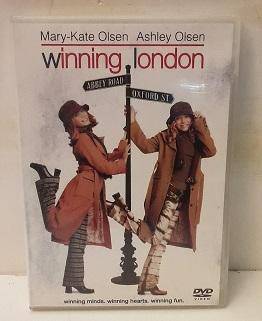 Mary-Kate Olsen Ashley Olsen
winning london
ABBEY ROAD
OXFORD ST.
winning minds. winning hearts. winning fun.
DVD
VIDEO